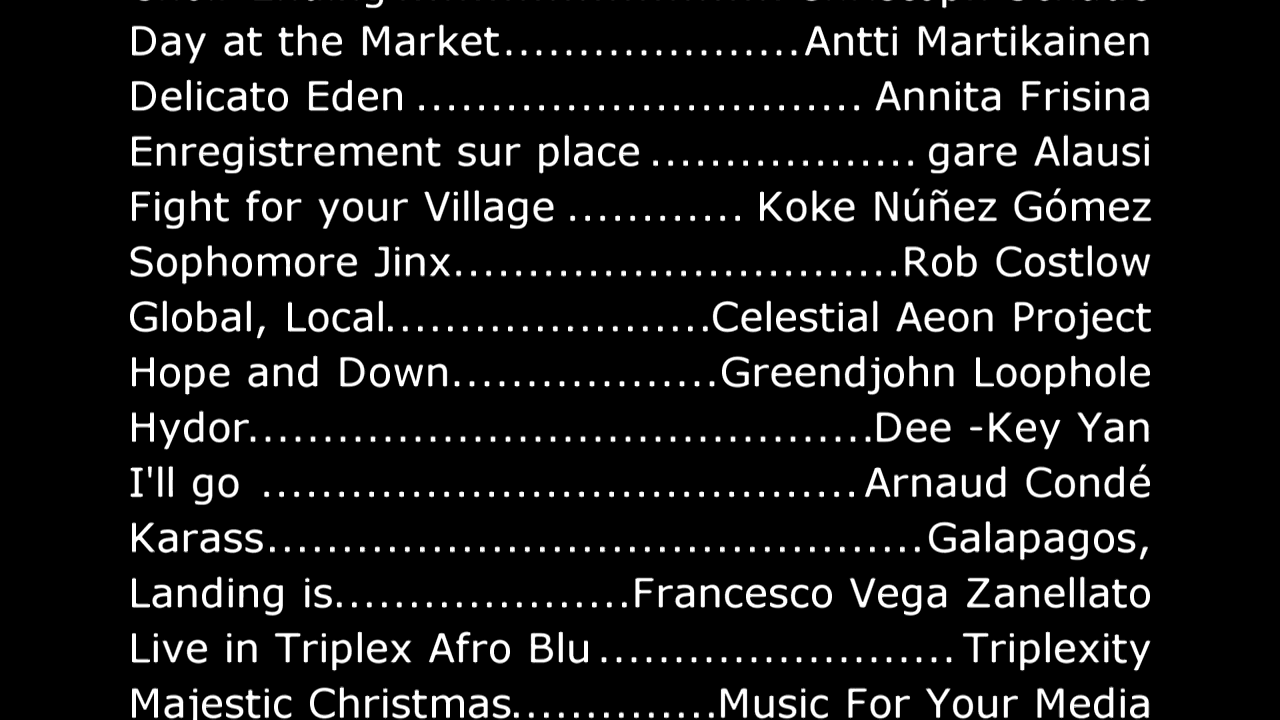 Day at the Market....................Antti Martikainen
Delicato Eden .............................. Annita Frisina
Enregistrement sur place .................. gare Alausi
Fight for your Village ............ Koke Núñez Gómez
Sophomore Jinx..............................Rob Costlow
Global, Local......................Celestial Aeon Project
Hope and Down..................Greendjohn Loophole
Hydor..........................................Dee -Key Yan
I'll go ........................................ Arnaud Condé
Karass............................................Galapagos,
Landing is....................Francesco Vega Zanellato
Live in Triplex Afro Blu ........................ Triplexity
Majestic Christmas..............Music For Your Media